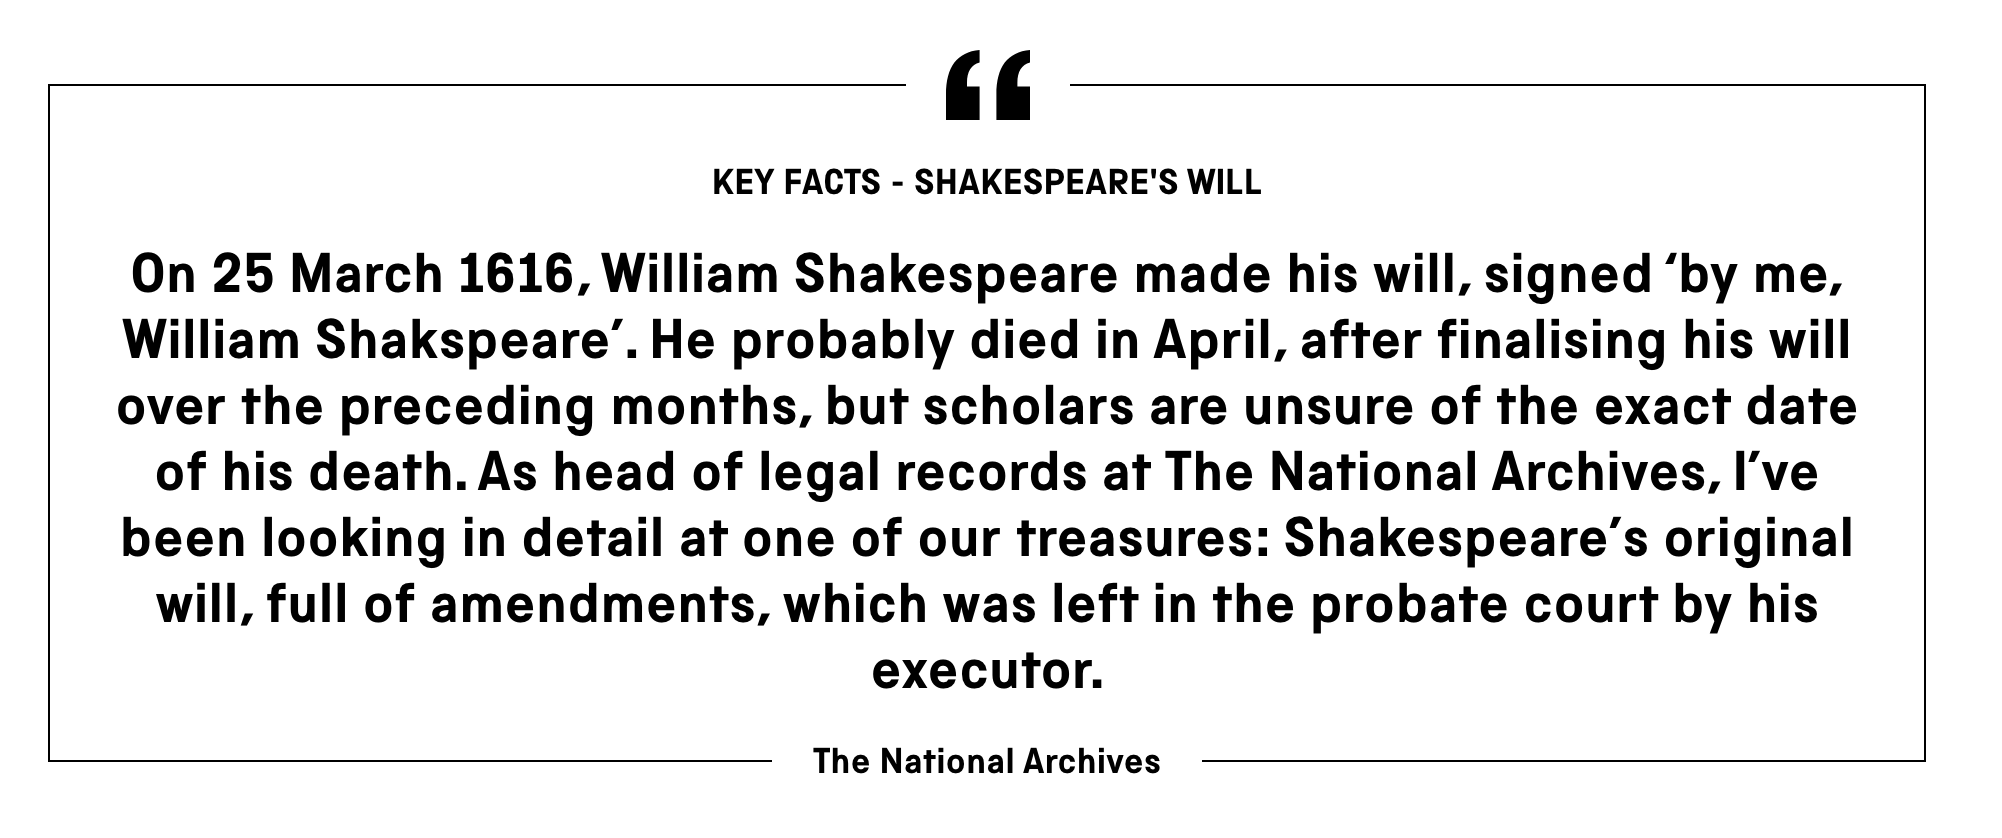 “
KEY FACTS - SHAKESPEARE'S WILL
On 25 March 1616, William Shakespeare made his will, signed ‘by me,
William Shakspeare’. He probably died in April, after finalising his will
over the preceding months, but scholars are unsure of the exact date
of his death. As head of legal records at The National Archives, I’ve
been looking in detail at one of our treasures: Shakespeare’s original
will, full of amendments, which was left in the probate court by his
executor.
The National Archives